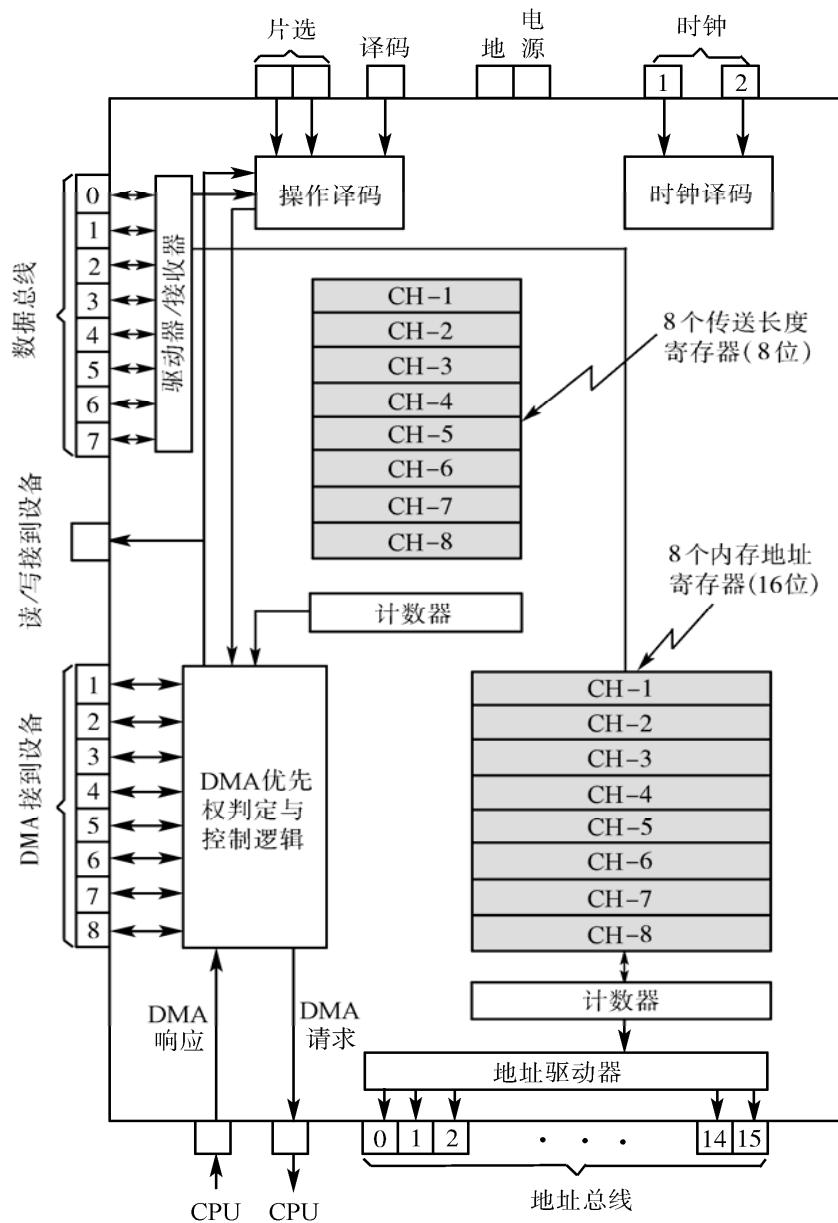 片选
译码
地
电源
时钟
1
2
操作译码
时钟译码
数据总线
0
1
2
3
4
5
6
7
驱动器/接收器
CH-1
CH-2
CH-3
CH-4
CH-5
CH-6
CH-7
CH-8
8个传送长度
寄存器(8位)
读/写接到设备
8个内存地址
寄存器(16位)
计数器
DMA接到设备
1
2
3
4
5
6
7
8
DMA优先
权判定与
控制逻辑
CH-1
CH-2
CH-3
CH-4
CH-5
CH-6
CH-7
CH-8
计数器
DMA
响应
DMA
请求
地址驱动器
0
1
2
· · ·
14
15
地址总线
CPU
CPU